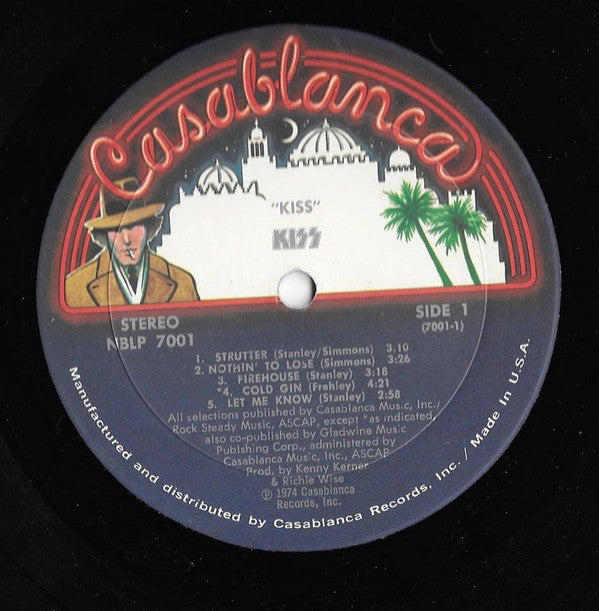 Casablanca
"KISS"
KISS
STEREO
NBLP 7001
SIDE 1
(7001-1)
1. STRUTTER (Stanley/Simmons) 3.10
2. NOTHIN' TO LOSE (Simmons) 3:26
3. FIREHOUSE (Stanley) 3:18
*4. COLD GIN (Frehley) 4:21
5. LET ME KNOW (Stanley) 2:58
All selections published by Casablanca Music, Inc./
Rock Steady Music, ASCAP, except *as indicated,
also co-published by Gladwine Music
Publishing Corp., administered by
Casablanca Music, Inc., ASCAP
Prod. by Kenny Kerner
& Richie Wise
℗ 1974 Casablanca
Records, Inc.
Manufactured and distributed by Casablanca Records, Inc. / Made In U.S.A.